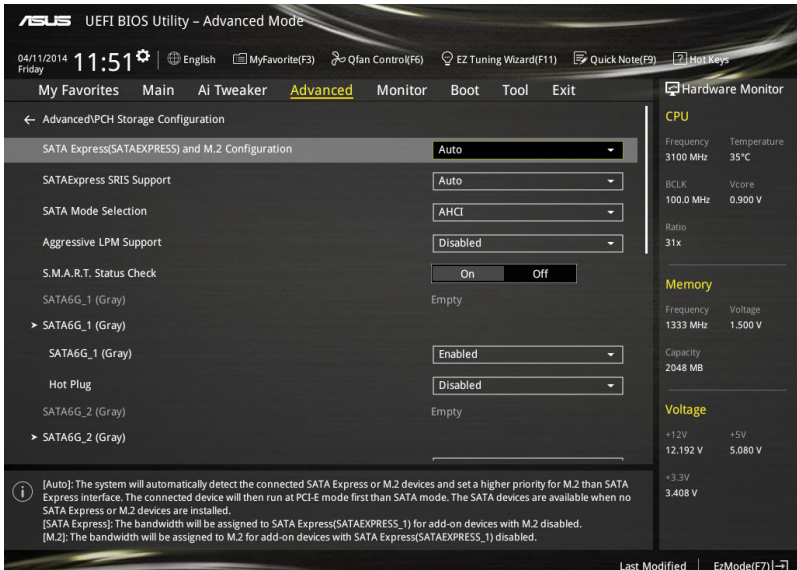 ASUS UEFI BIOS Utility – Advanced Mode
04/11/2014
Friday
11:51
English
MyFavorite(F3)
Qfan Control(F6)
EZ Tuning Wizard(F11)
Quick Note(F9)
? Hot Keys
My Favorites
Main
Ai Tweaker
Advanced
Monitor
Boot
Tool
Exit
← Advanced\PCH Storage Configuration
SATA Express(SATAEXPRESS) and M.2 Configuration Auto
SATAExpress SRIS Support Auto
SATA Mode Selection AHCI
Aggressive LPM Support Disabled
S.M.A.R.T. Status Check On Off
SATA6G_1 (Gray) Empty
> SATA6G_1 (Gray)
SATA6G_1 (Gray) Enabled
Hot Plug Disabled
SATA6G_2 (Gray) Empty
> SATA6G_2 (Gray)
[Auto]: The system will automatically detect the connected SATA Express or M.2 devices and set a higher priority for M.2 than SATA
Express interface. The connected device will then run at PCI-E mode first than SATA mode. The SATA devices are available when no
SATA Express or M.2 devices are installed.
[SATA Express]: The bandwidth will be assigned to SATA Express(SATAEXPRESS_1) for add-on devices with M.2 disabled.
[M.2]: The bandwidth will be assigned to M.2 for add-on devices with SATA Express(SATAEXPRESS_1) disabled.
Hardware Monitor
CPU
Frequency Temperature
3100 MHz 35°C
BCLK Vcore
100.0 MHz 0.900 V
Ratio
31x
Memory
Frequency Voltage
1333 MHz 1.500 V
Capacity
2048 MB
Voltage
+12V +5V
12.192 V 5.080 V
+3.3V
3.408 V
Last Modified
EzMode(F7)